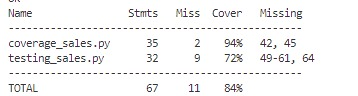 Name Stmts Miss Cover Missing
--------------------------------------------------
coverage_sales.py 35 2 94% 42, 45
testing_sales.py 32 9 72% 49-61, 64
--------------------------------------------------
TOTAL 67 11 84%